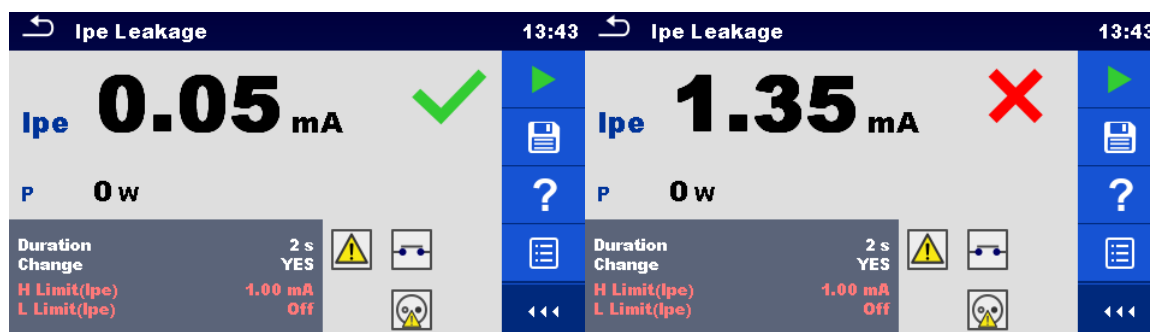 Ipe Leakage 13:43
Ipe 0.05 mA
P 0 W
?
Duration 2 s
Change YES
H Limit(Ipe) 1.00 mA
L Limit(Ipe) Off
Ipe Leakage 13:43
Ipe 1.35 mA
P 0 W
?
Duration 2 s
Change YES
H Limit(Ipe) 1.00 mA
L Limit(Ipe) Off